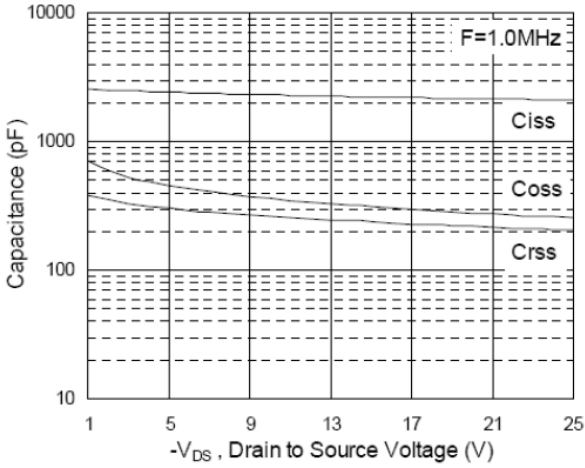 10000
F=1.0MHz
Ciss
1000
Capacitance (pF)
Coss
Crss
100
10
1 5 9 13 17 21 25
-VDS , Drain to Source Voltage (V)